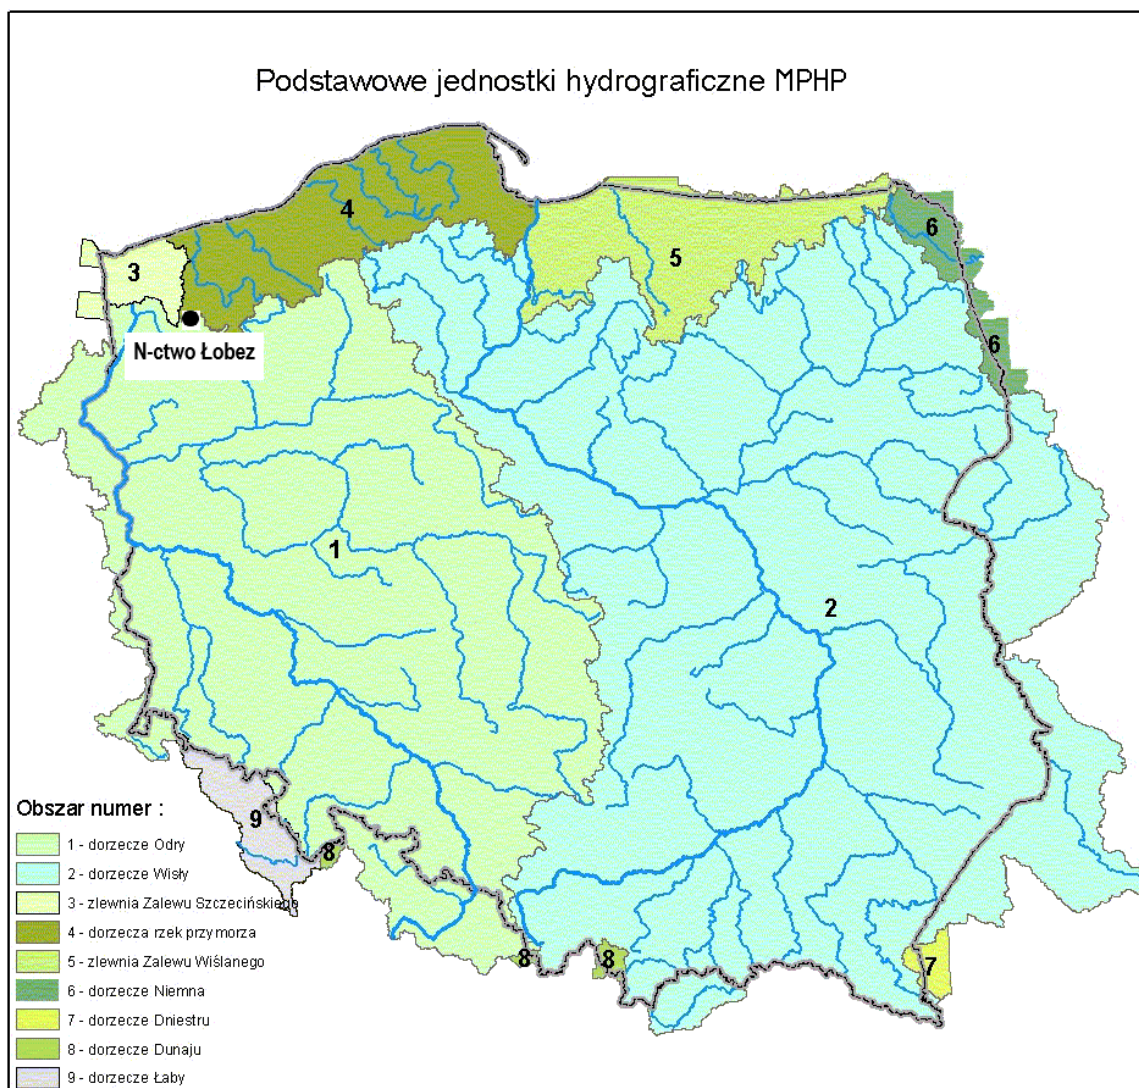 Podstawowe jednostki hydrograficzne MPHP
4
6
3
5
N-ctwo Łobez
6
1
2
Obszar numer :
9
1 - dorzecze Odry
8
2 - dorzecze Wisły
3 - zlewnia Zalewu Szczecińskiego
4 - dorzecza rzek przymorza
5 - zlewnia Zalewu Wiślanego
8
8
7
6 - dorzecze Niemna
7 - dorzecze Dniestru
8 - dorzecze Dunaju
9 - dorzecze Łaby